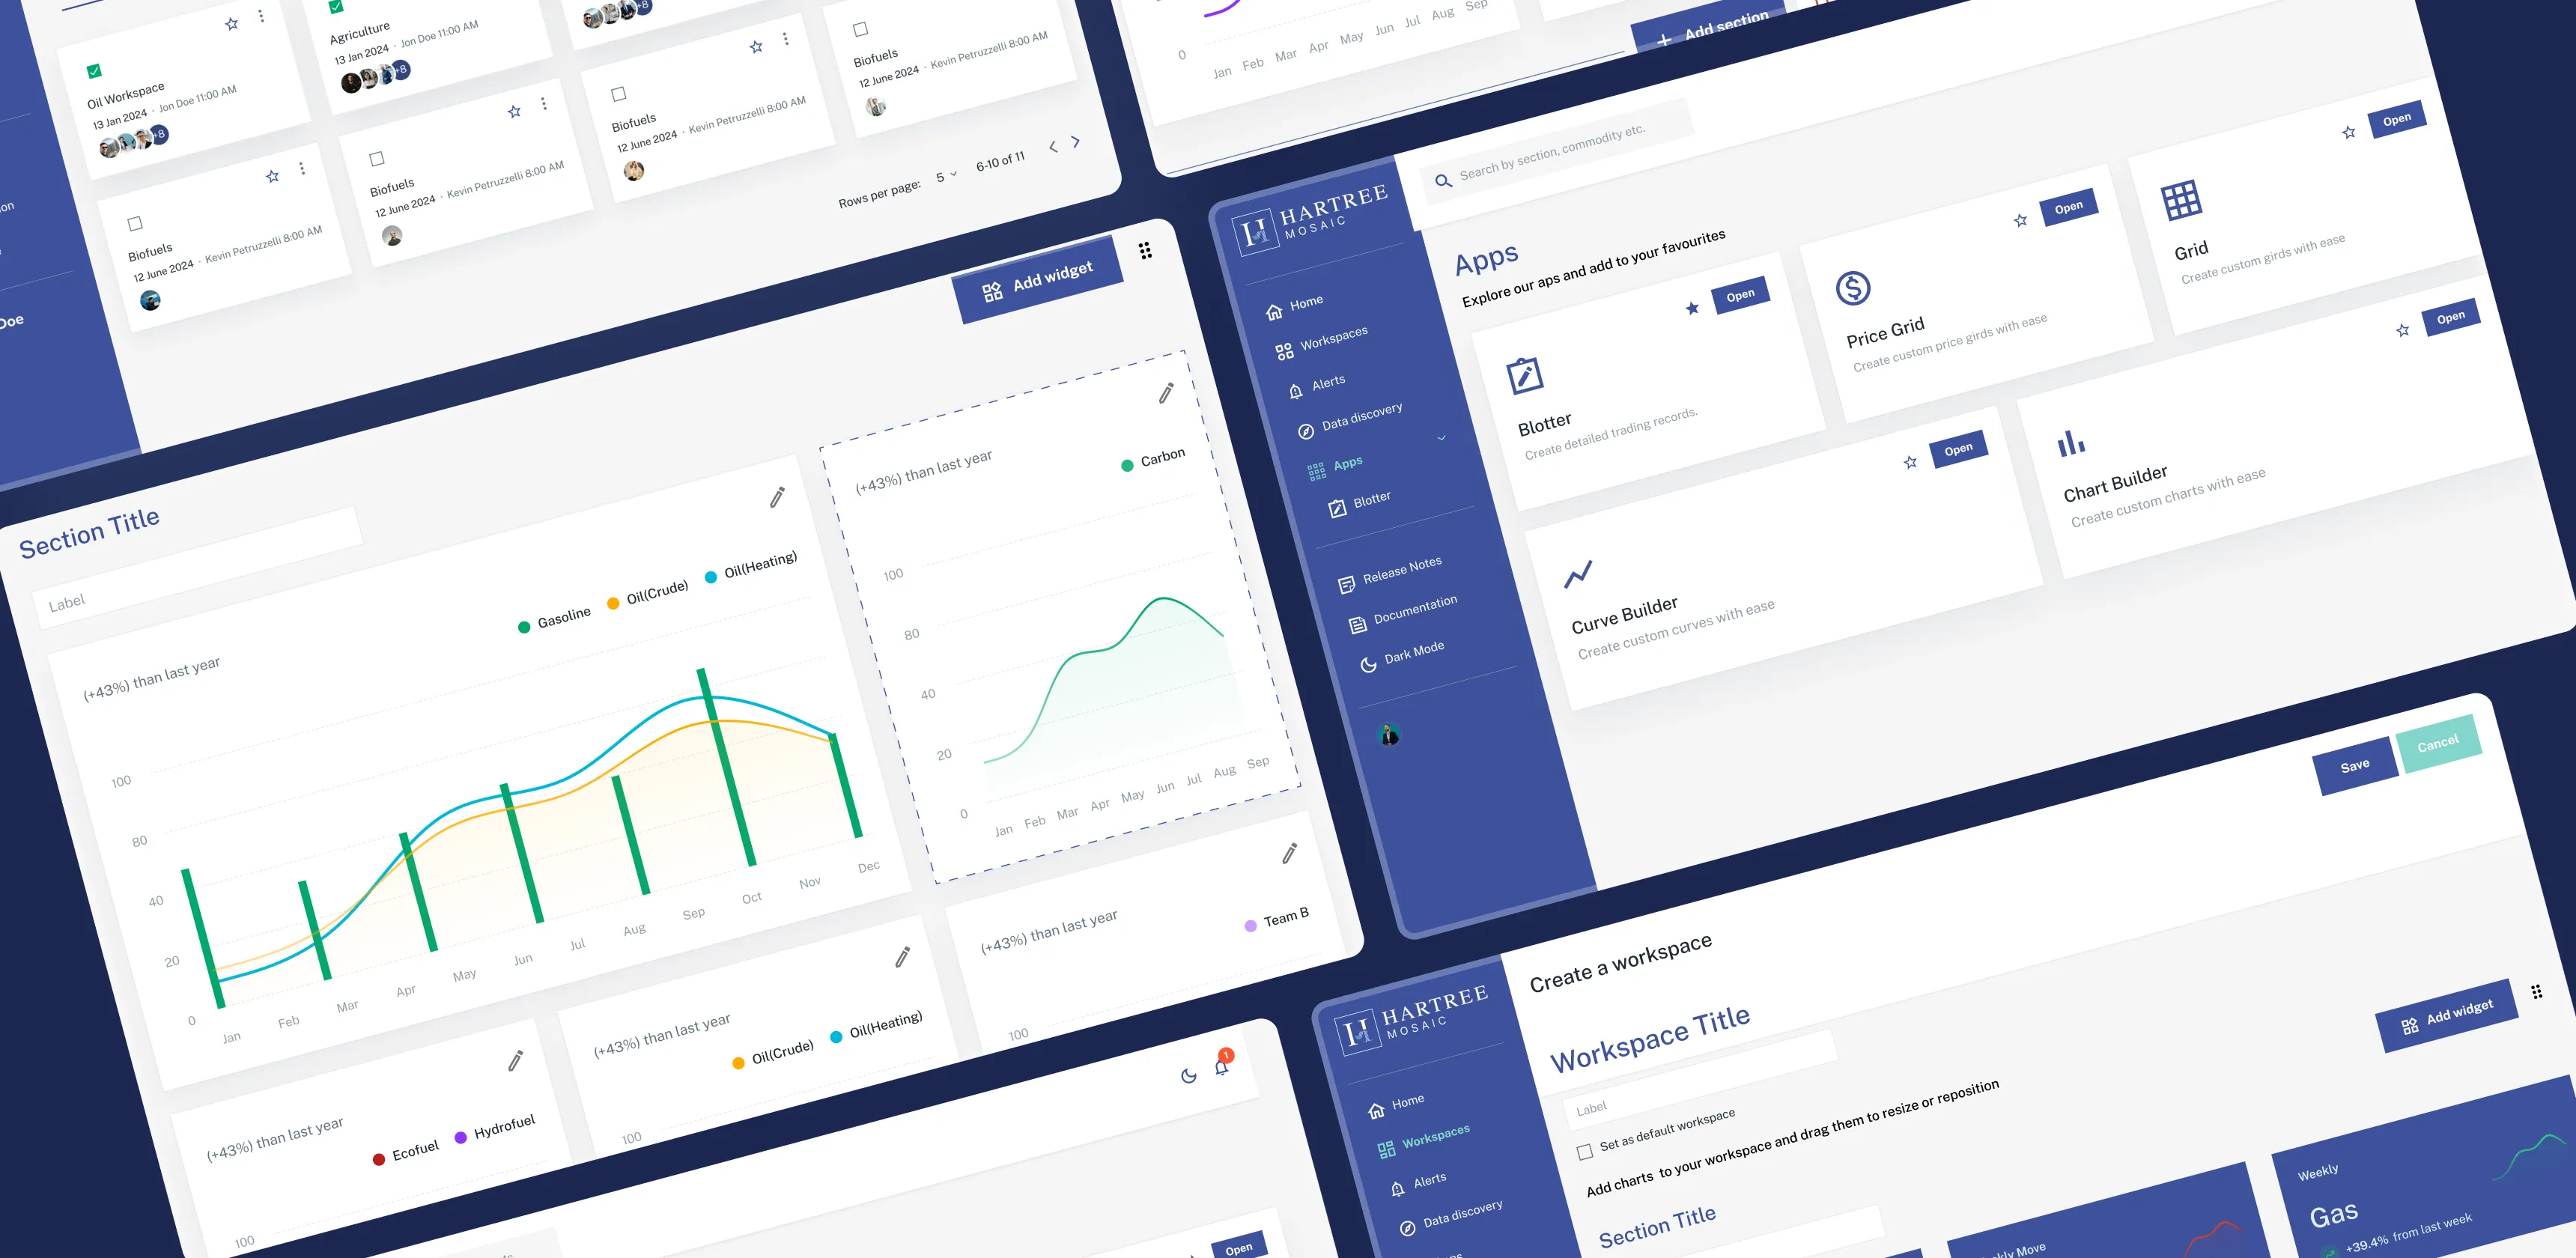 Oil Workspace
13 Jan 2024 · Jon Doe 11:00 AM
+8
Agriculture
13 Jan 2024 · Jon Doe 11:00 AM
+8
+8
Biofuels
12 June 2024 · Kevin Petruzzelli 8:00 AM
Biofuels
12 June 2024 · Kevin Petruzzelli 8:00 AM
Biofuels
12 June 2024 · Kevin Petruzzelli 8:00 AM
Biofuels
12 June 2024 · Kevin Petruzzelli 8:00 AM
Rows per page: 5 6-10 of 11
on
Doe
0
Jan Feb Mar Apr May Jun Jul Aug Sep
Add section
Add widget
Section Title
Label
(+43%) than last year
Gasoline Oil(Crude) Oil(Heating)
100
80
40
20
0
Jan Feb Mar Apr May Jun Jul Aug Sep Oct Nov Dec
(+43%) than last year
Carbon
100
80
40
20
0
Jan Feb Mar Apr May Jun Jul Aug Sep
(+43%) than last year
Ecofuel Hydrofuel
100
(+43%) than last year
Oil(Crude) Oil(Heating)
100
(+43%) than last year
Team B
100
1
Open
HARTREE
MOSAIC
Home
Workspaces
Alerts
Data discovery
Apps
Blotter
Release Notes
Documentation
Dark Mode
Search by section, commodity etc.
Apps
Explore our aps and add to your favourites
Open
Blotter
Create detailed trading records.
Open
Price Grid
Create custom price girds with ease
Open
Grid
Create custom girds with ease
Open
Curve Builder
Create custom curves with ease
Open
Chart Builder
Create custom charts with ease
HARTREE
MOSAIC
Home
Workspaces
Alerts
Data discovery
Create a workspace
Save
Cancel
Workspace Title
Label
Set as default workspace
Add charts to your workspace and drag them to resize or reposition
Add widget
Section Title
Move
Weekly
Gas
+39.4% from last week